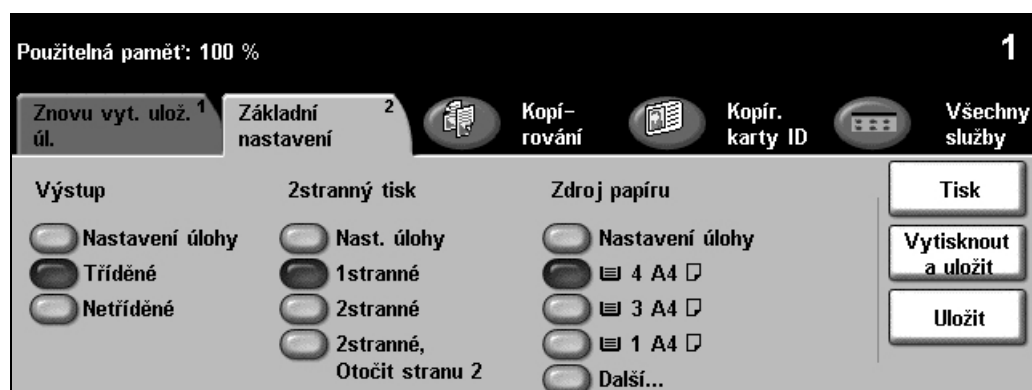 Použitelná paměť: 100 %
1
Znovu vyt. ulož. 1
úl.
Základní 2
nastavení
Kopí-
rování
Kopír.
karty ID
Všechny
služby
Výstup
Nastavení úlohy
Tříděné
Netříděné
2stranný tisk
Nast. úlohy
1stranné
2stranné
2stranné,
Otočit stranu 2
Zdroj papíru
Nastavení úlohy
4 A4
3 A4
1 A4
Další...
Tisk
Vytisknout
a uložit
Uložit